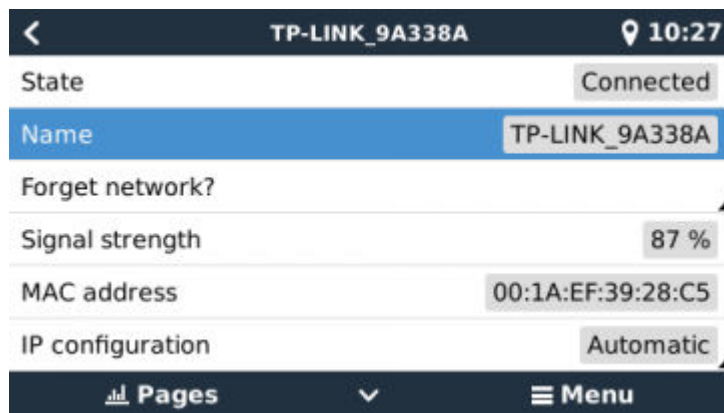 TP-LINK_9A338A 10:27
State Connected
Name TP-LINK_9A338A
Forget network?
Signal strength 87 %
MAC address 00:1A:EF:39:28:C5
IP configuration Automatic
Pages Menu